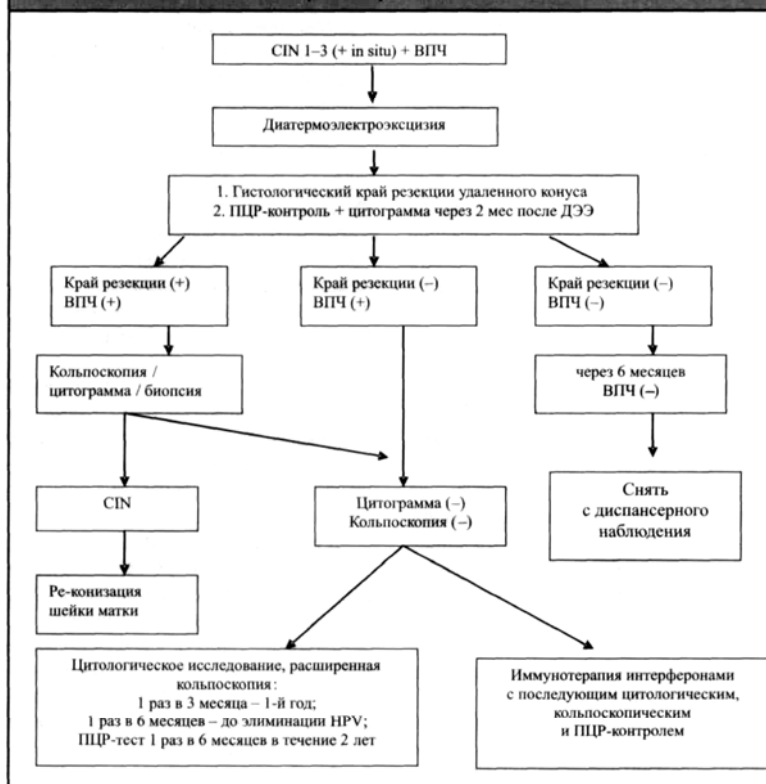 CIN 1–3 (+ in situ) + ВПЧ
Диатермоэлектроэксцизия
1. Гистологический край резекции удаленного конуса
2. ПЦР-контроль + цитограмма через 2 мес после ДЭЭ
Край резекции (+)
ВПЧ (+)
Край резекции (–)
ВПЧ (+)
Край резекции (–)
ВПЧ (–)
Кольпоскопия /
цитограмма / биопсия
через 6 месяцев
ВПЧ (–)
CIN
Цитограмма (–)
Кольпоскопия (–)
Снять
с диспансерного
наблюдения
Ре-конизация
шейки матки
Цитологическое исследование, расширенная
кольпоскопия:
1 раз в 3 месяца – 1-й год;
1 раз в 6 месяцев – до элиминации HPV;
ПЦР-тест 1 раз в 6 месяцев в течение 2 лет
Иммунотерапия интерферонами
с последующим цитологическим,
кольпоскопическим
и ПЦР-контролем